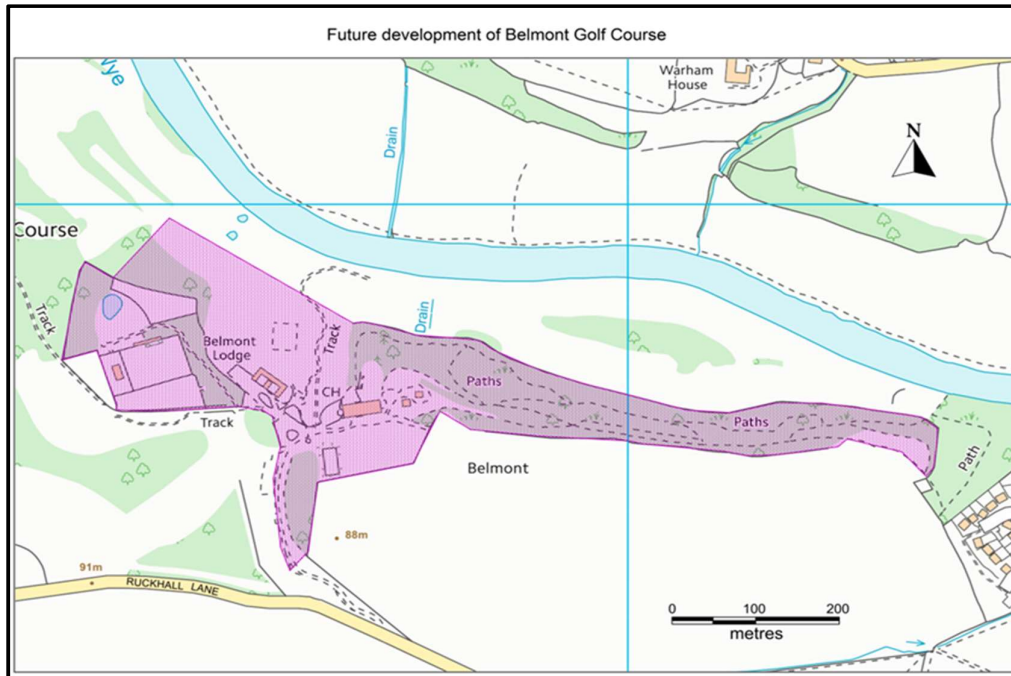 Future development of Belmont Golf Course
Wye
Warham
House
Drain
N
Course
Track
Drain
Belmont
Lodge
Track
CH
Paths
Paths
Track
Belmont
Path
88m
91m
RUCKHALL LANE
0 100 200
metres